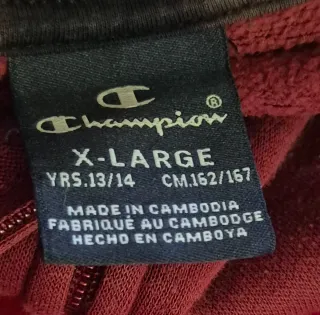 Champion®
X-LARGE
YRS.13/14 CM.162/167
MADE IN CAMBODIA
FABRIQUÉ AU CAMBODGE
HECHO EN CAMBOYA